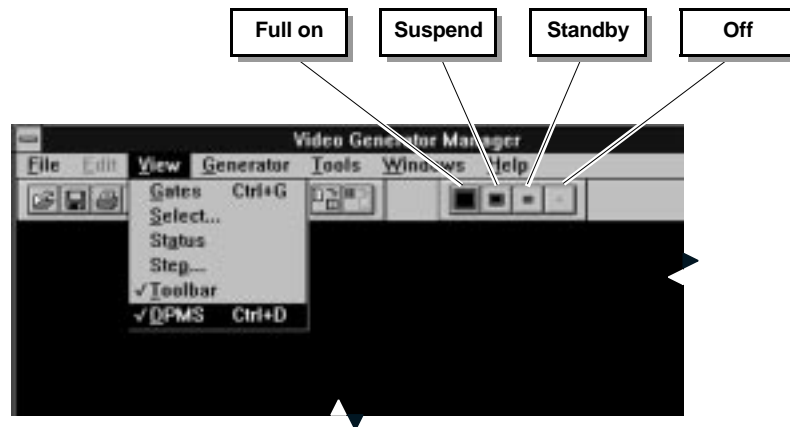 Full on Suspend Standby Off
Video Generator Manager
File Edit View Generator Tools Windows Help
Gates Ctrl+G
Select...
Status
Step...
√Toolbar
√DPMS Ctrl+D